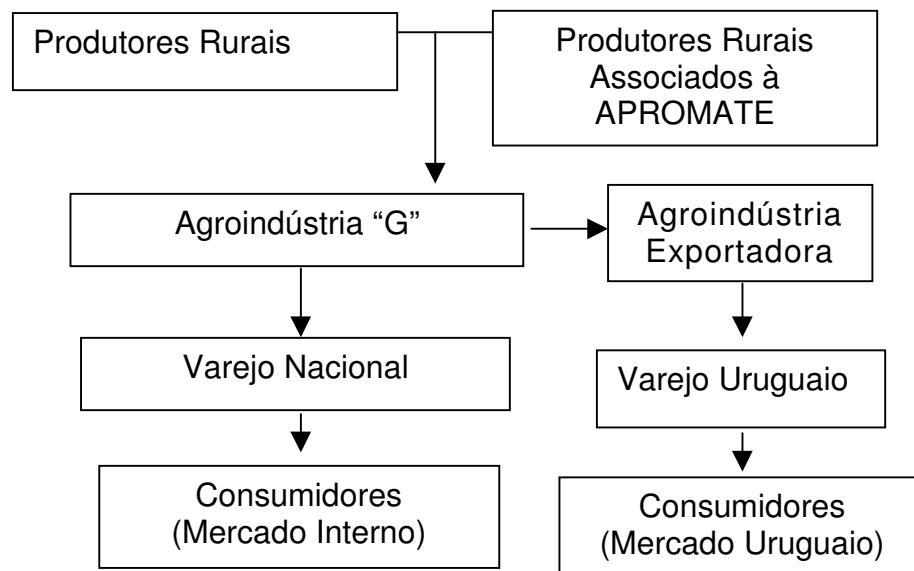 Produtores Rurais
Produtores Rurais
Associados à
APROMATE
Agroindústria “G”
Agroindústria
Exportadora
Varejo Nacional
Varejo Uruguaio
Consumidores
(Mercado Interno)
Consumidores
(Mercado Uruguaio)